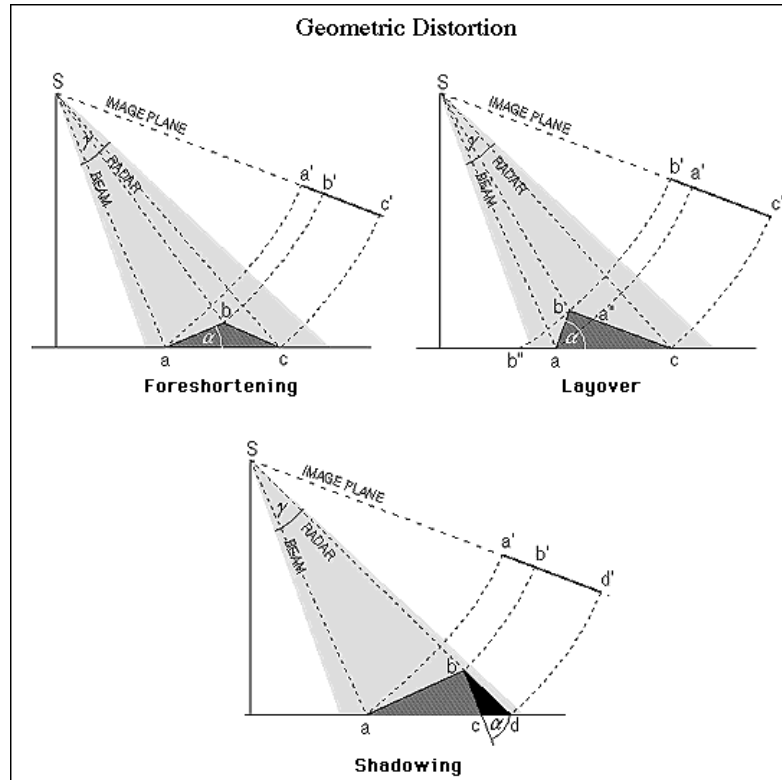 Geometric Distortion
S
IMAGE PLANE
γ
RADAR
BEAM
a' b'
c'
b
a α c
Foreshortening
S
IMAGE PLANE
γ
RADAR
BEAM
b' a'
c'
b a"
b" a α c
Layover
S
IMAGE PLANE
γ
RADAR
BEAM
a' b'
d'
b
a c α d
Shadowing